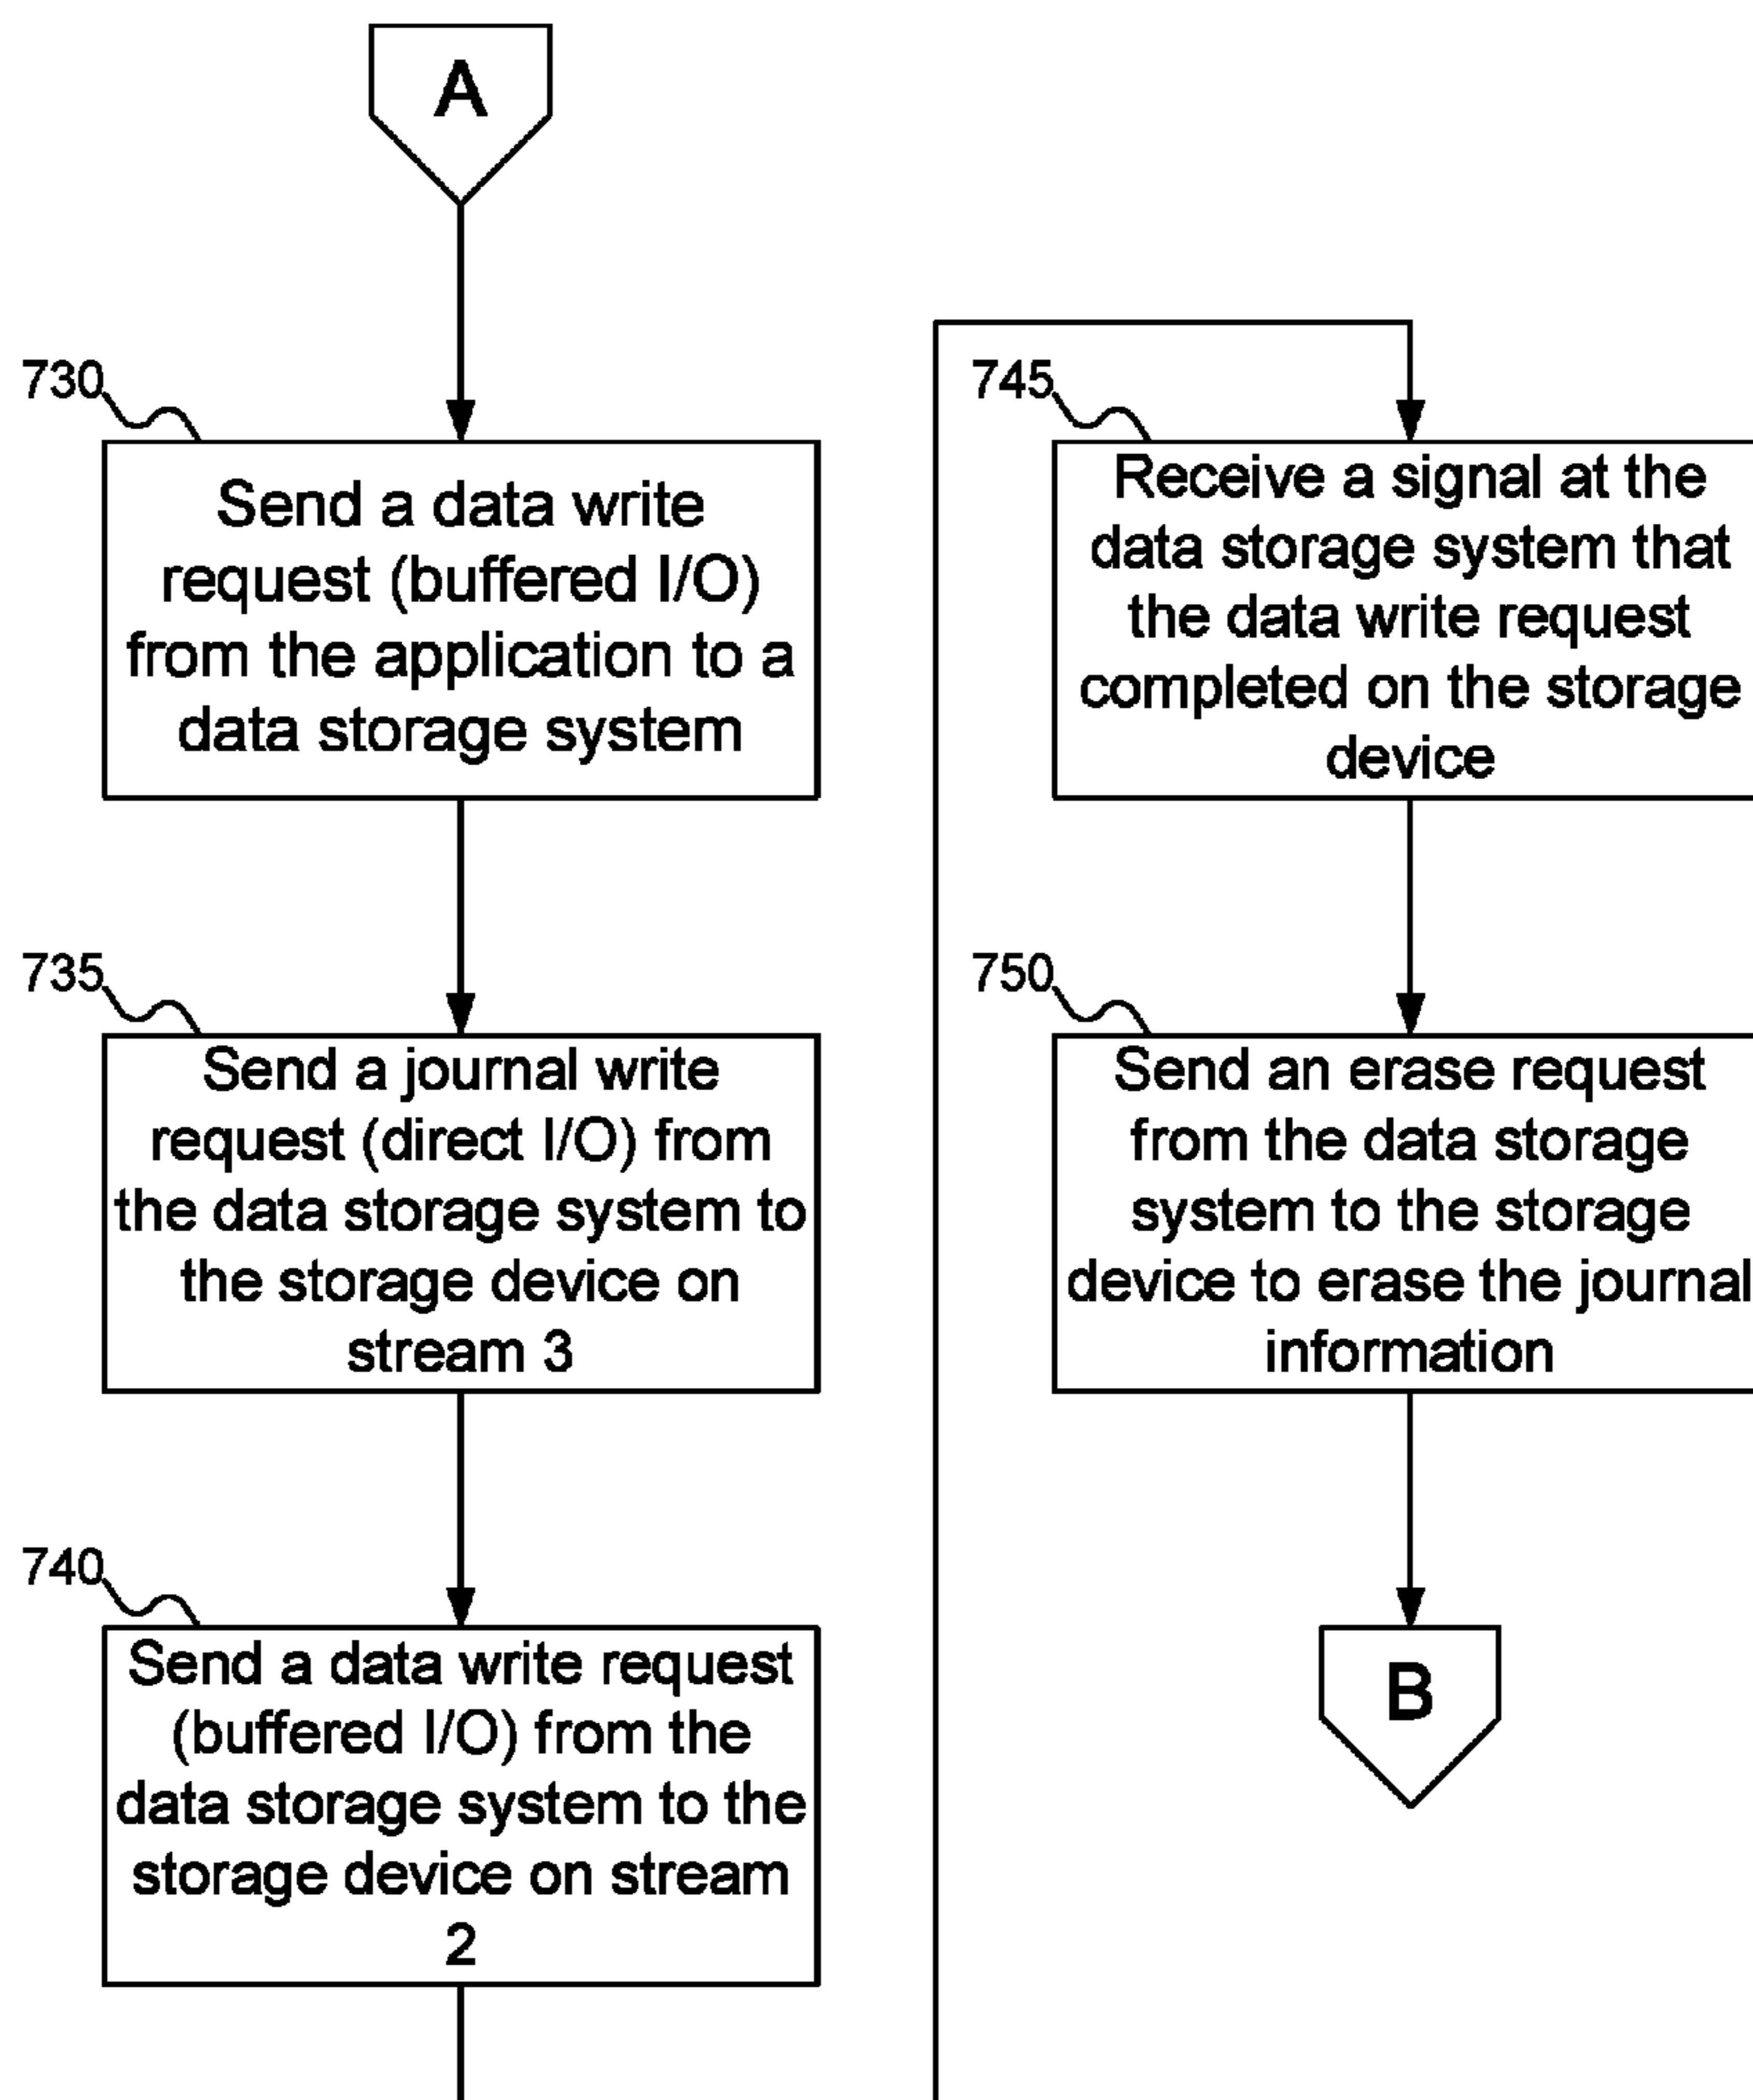 A
730
Send a data write
request (buffered I/O)
from the application to a
data storage system
735
Send a journal write
request (direct I/O) from
the data storage system to
the storage device on
stream 3
740
Send a data write request
(buffered I/O) from the
data storage system to the
storage device on stream
2
745
Receive a signal at the
data storage system that
the data write request
completed on the storage
device
750
Send an erase request
from the data storage
system to the storage
device to erase the journal
information
B